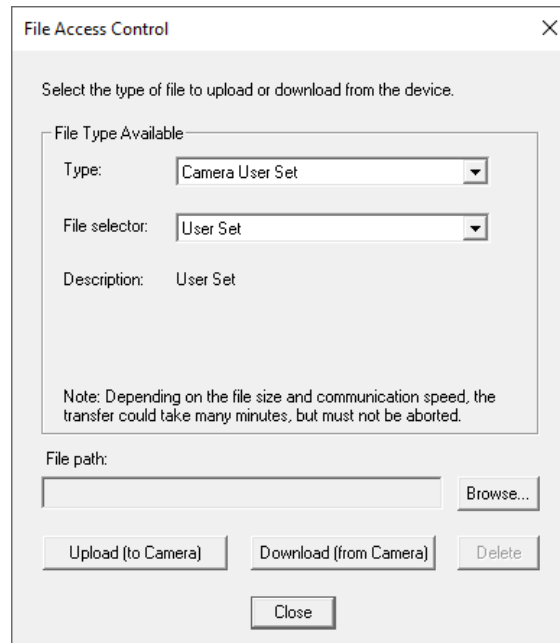 File Access Control
Select the type of file to upload or download from the device.
File Type Available
Type: Camera User Set
File selector: User Set
Description: User Set
Note: Depending on the file size and communication speed, the
transfer could take many minutes, but must not be aborted.
File path:
Browse...
Upload (to Camera) Download (from Camera) Delete
Close